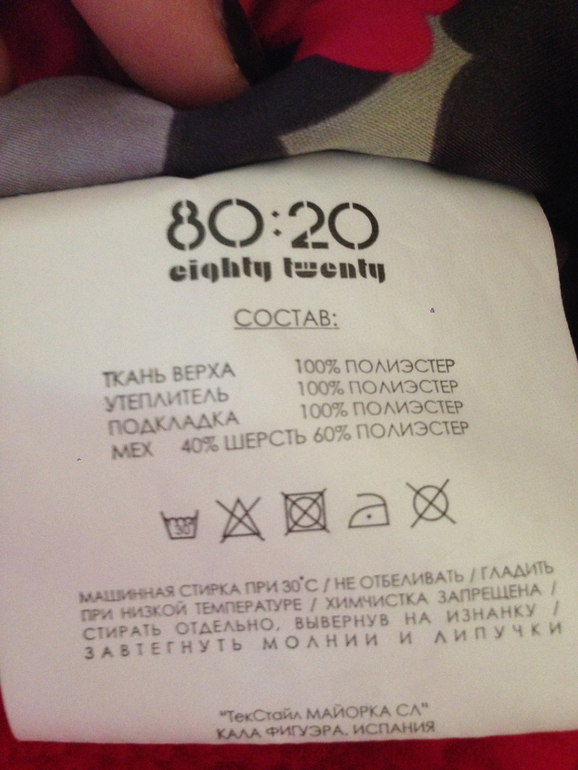 80:20
eighty twenty
СОСТАВ:
ТКАНЬ ВЕРХА 100% ПОЛИЭСТЕР
УТЕПЛИТЕЛЬ 100% ПОЛИЭСТЕР
ПОДКЛАДКА 100% ПОЛИЭСТЕР
МЕХ 40% ШЕРСТЬ 60% ПОЛИЭСТЕР
30
МАШИННАЯ СТИРКА ПРИ 30°С / НЕ ОТБЕЛИВАТЬ / ГЛАДИТЬ
ПРИ НИЗКОЙ ТЕМПЕРАТУРЕ / ХИМЧИСТКА ЗАПРЕЩЕНА /
СТИРАТЬ ОТДЕЛЬНО, ВЫВЕРНУВ НА ИЗНАНКУ /
ЗАВТЕГНУТЬ МОЛНИИ И ЛИПУЧКИ
"ТекСтайл МАЙОРКА СЛ"
КАЛА ФИГУЭРА. ИСПАНИЯ